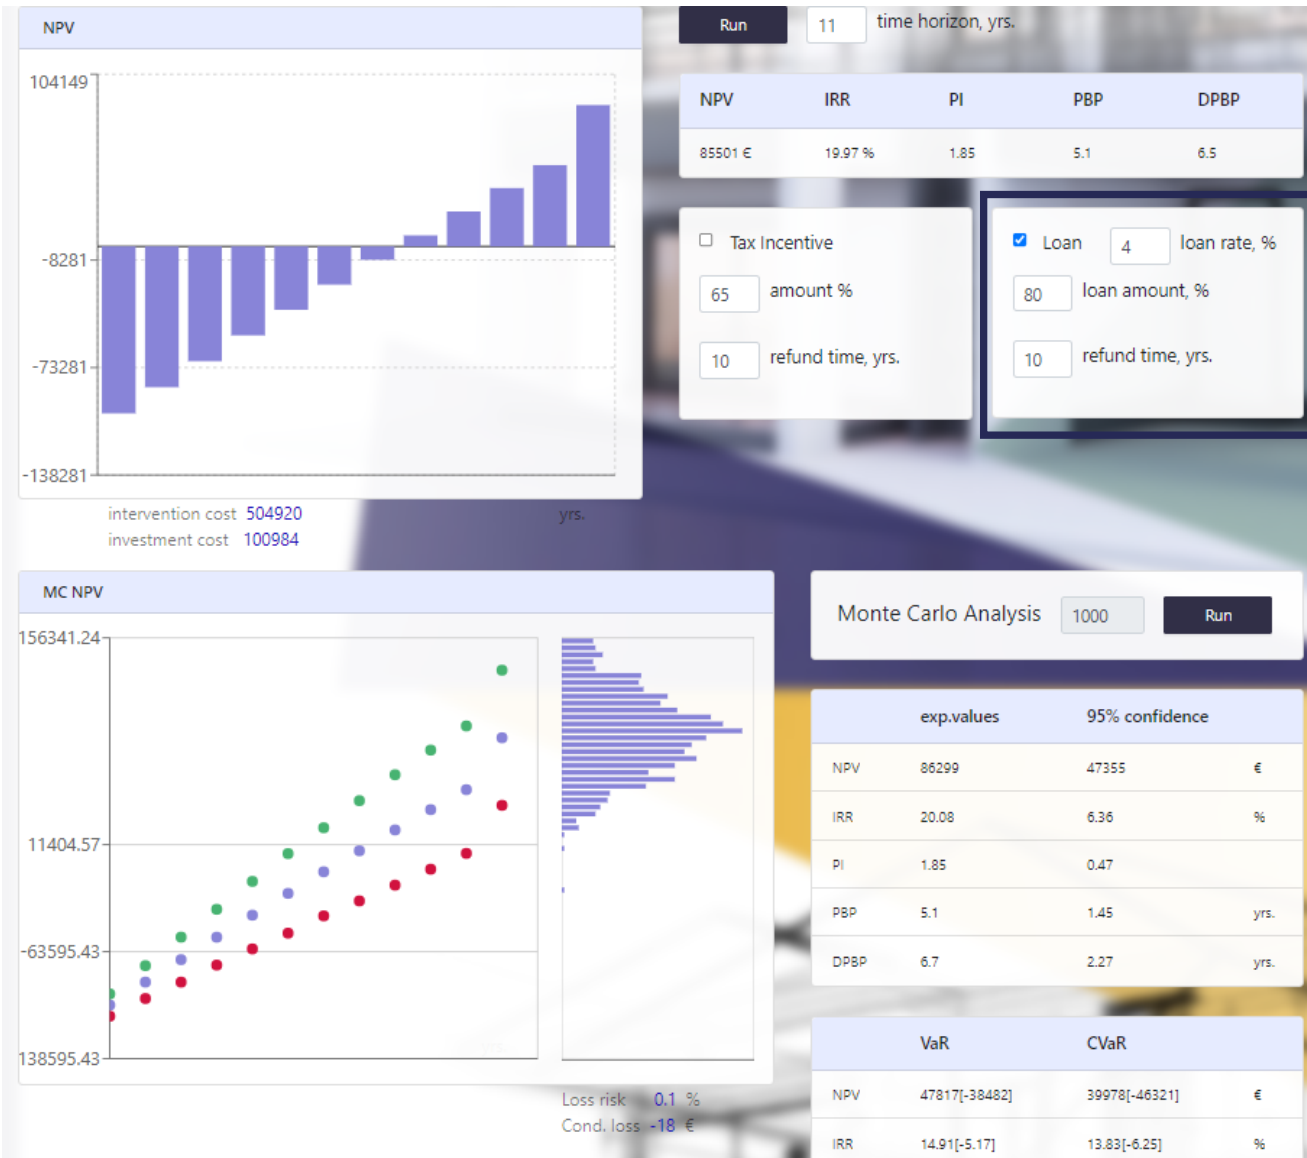 NPV
104149
-8281
-73281
-138281
intervention cost 504920
yrs.
investment cost 100984
Run 11 time horizon, yrs.
NPV IRR PI PBP DPBP
85501 € 19.97 % 1.85 5.1 6.5
Tax Incentive
65 amount %
10 refund time, yrs.
Loan 4 loan rate, %
80 loan amount, %
10 refund time, yrs.
MC NPV
156341.24
11404.57
-63595.43
138595.43
yrs.
Loss risk 0.1 %
Cond. loss -18 €
Monte Carlo Analysis 1000 Run
exp.values 95% confidence
NPV 86299 47355 €
IRR 20.08 6.36 %
PI 1.85 0.47
PBP 5.1 1.45 yrs.
DPBP 6.7 2.27 yrs.
VaR CVaR
NPV 47817[-38482] 39978[-46321] €
IRR 14.91[-5.17] 13.83[-6.25] %